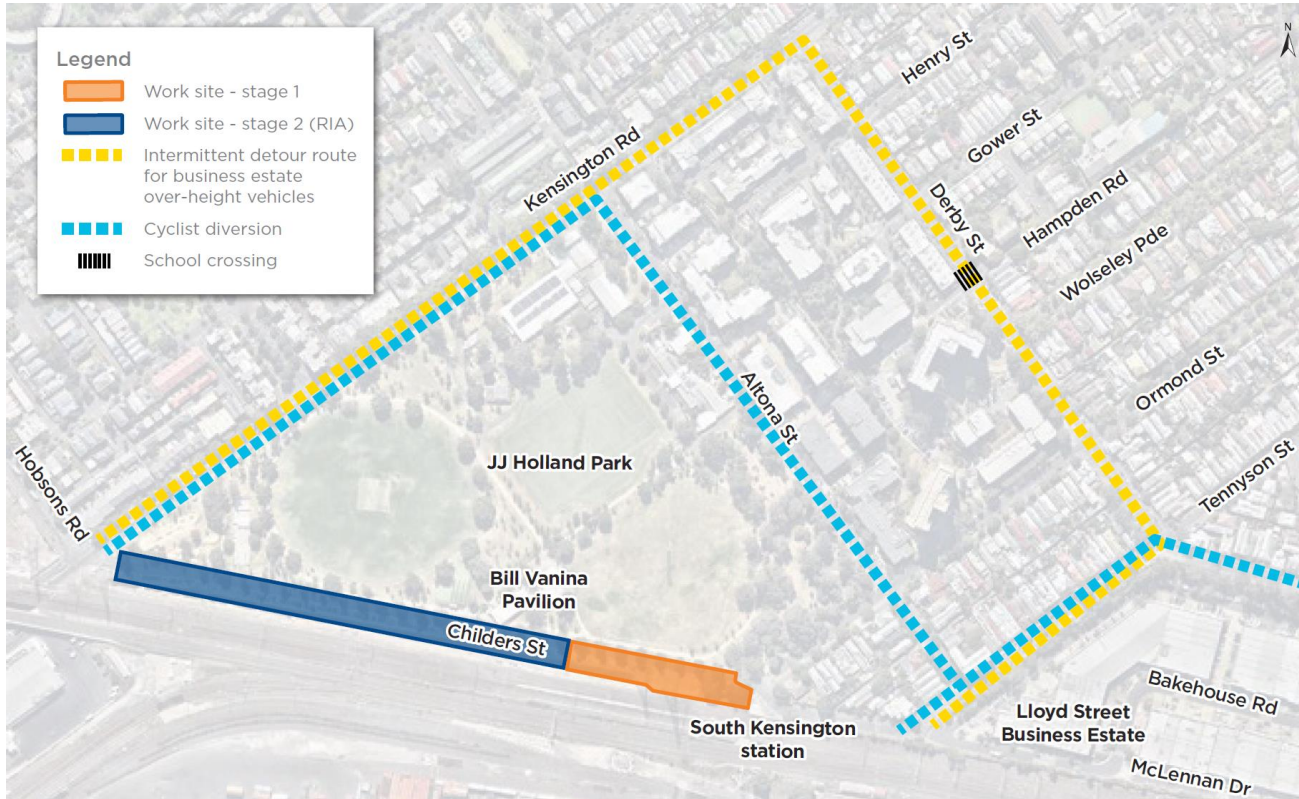 Legend
Work site - stage 1
Work site - stage 2 (RIA)
Intermittent detour route
for business estate
over-height vehicles
Cyclist diversion
School crossing
N
Henry St
Gower St
Kensington Rd
Hampden Rd
Derby St
Wolseley Pde
Ormond St
Altona St
Tennyson St
JJ Holland Park
Hobsons Rd
Bill Vanina
Pavilion
Childers St
Bakehouse Rd
South Kensington
station
Lloyd Street
Business Estate
McLennan Dr